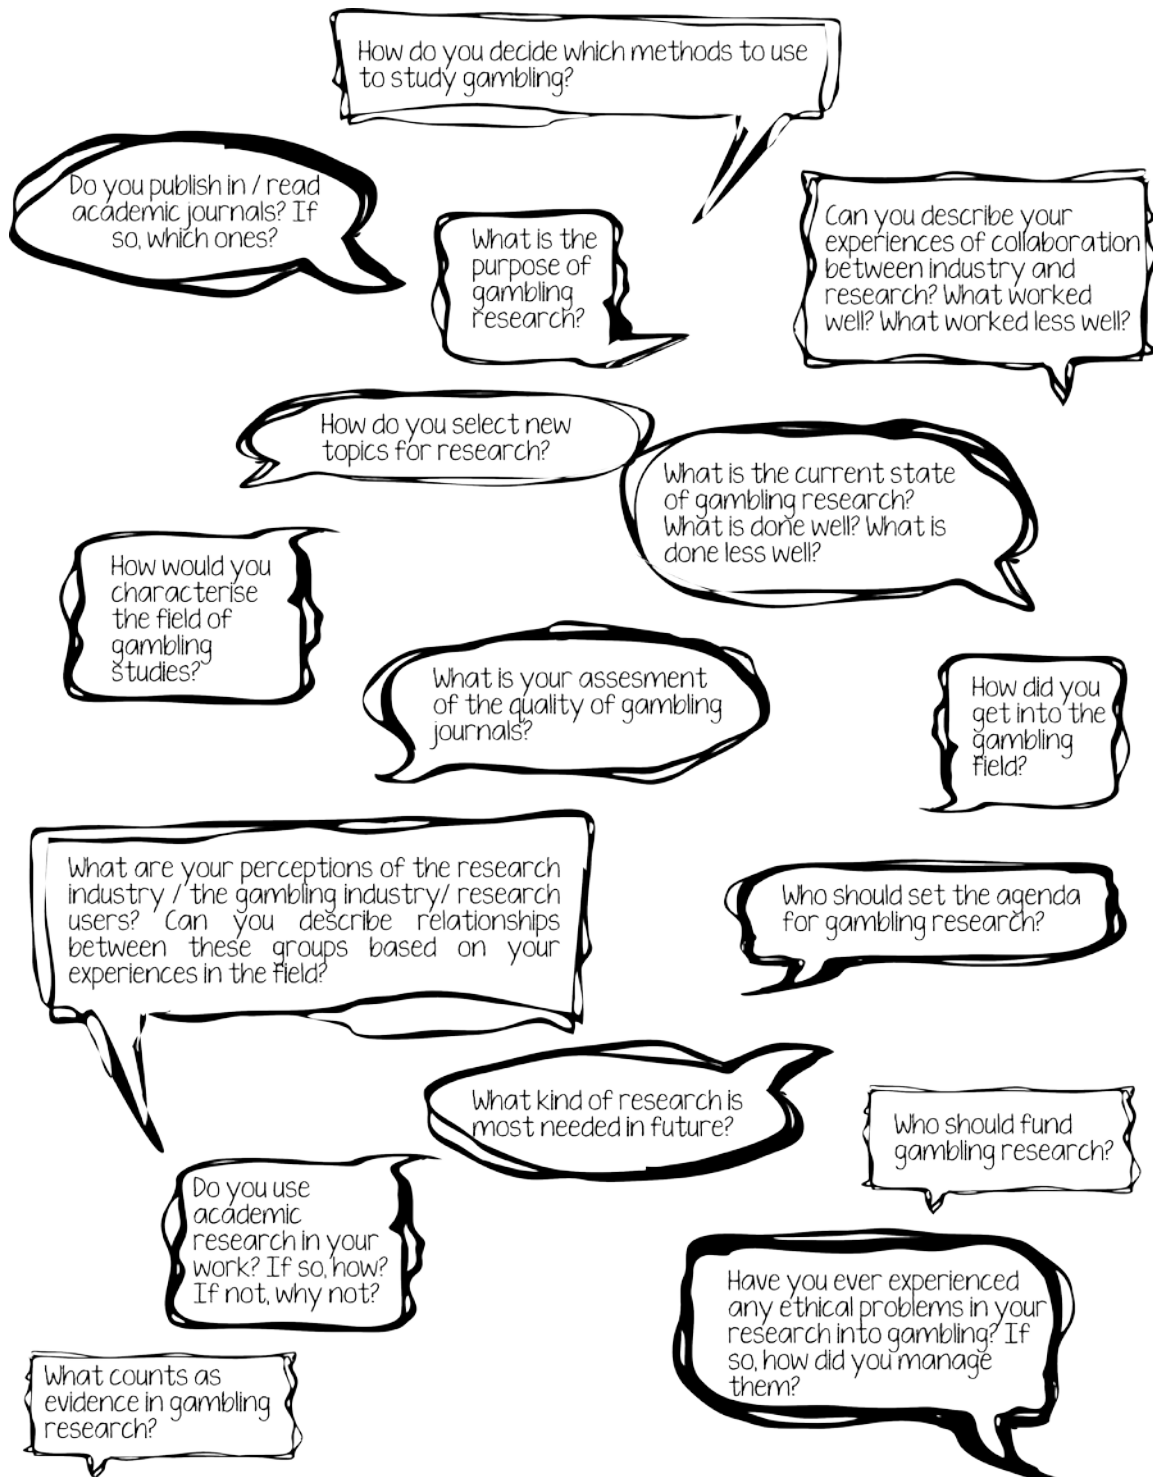 How do you decide which methods to use
to study gambling?
Do you publish in / read
academic journals? If
so, which ones?
What is the
purpose of
gambling
research?
Can you describe your
experiences of collaboration
between industry and
research? What worked
well? What worked less well?
How do you select new
topics for research?
What is the current state
of gambling research?
What is done well? What is
done less well?
How would you
characterise
the field of
gambling
studies?
What is your assesment
of the quality of gambling
journals?
How did you
get into the
gambling
field?
What are your perceptions of the research
industry / the gambling industry/ research
users? Can you describe relationships
between these groups based on your
experiences in the field?
Who should set the agenda
for gambling research?
What kind of research is
most needed in future?
Who should fund
gambling research?
Do you use
academic
research in your
work? If so, how?
If not, why not?
Have you ever experienced
any ethical problems in your
research into gambling? If
so, how did you manage
them?
What counts as
evidence in gambling
research?